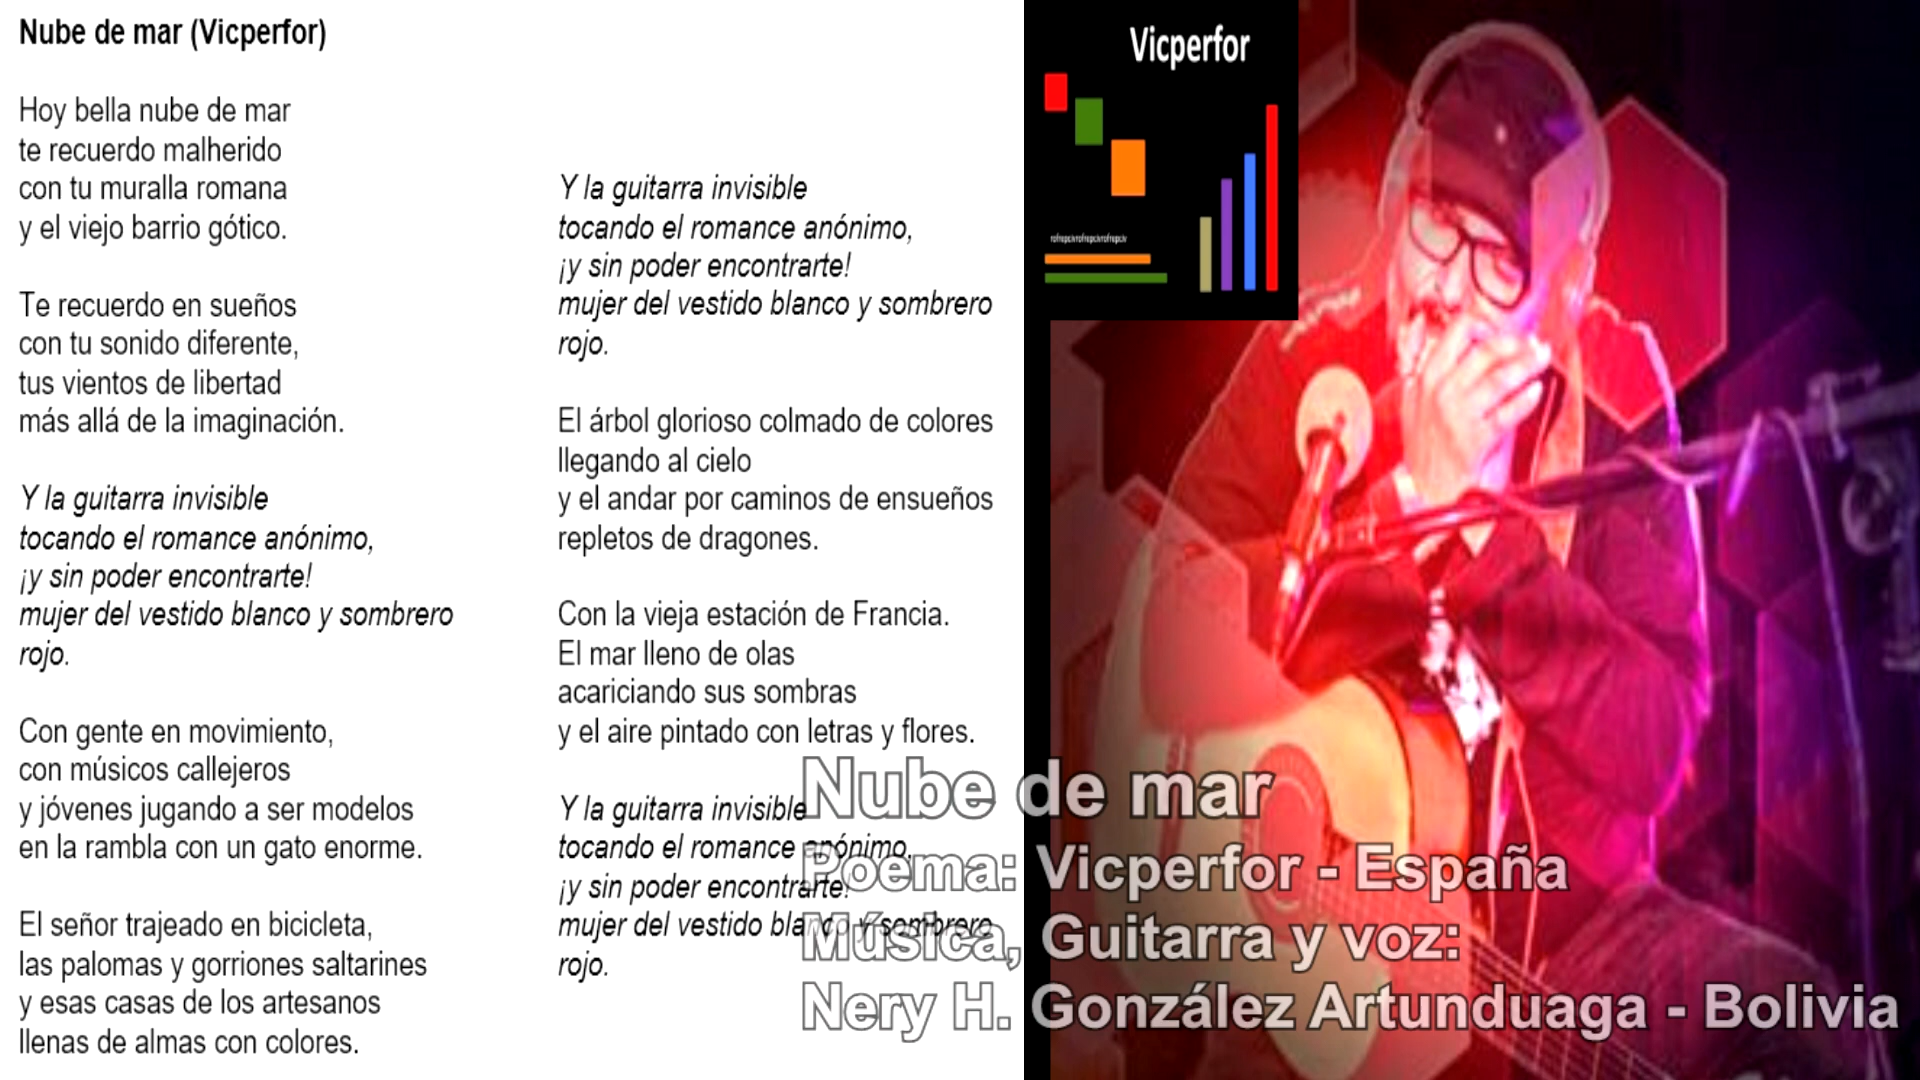 Nube de mar (Vicperfor)
Hoy bella nube de mar
te recuerdo malherido
con tu muralla romana
y el viejo barrio gótico.
Te recuerdo en sueños
con tu sonido diferente,
tus vientos de libertad
más allá de la imaginación.
Y la guitarra invisible
tocando el romance anónimo,
¡y sin poder encontrarte!
mujer del vestido blanco y sombrero
rojo.
Con gente en movimiento,
con músicos callejeros
y jóvenes jugando a ser modelos
en la rambla con un gato enorme.
El señor trajeado en bicicleta,
las palomas y gorriones saltarines
y esas casas de los artesanos
llenas de almas con colores.
Y la guitarra invisible
tocando el romance anónimo,
¡y sin poder encontrarte!
mujer del vestido blanco y sombrero
rojo.
El árbol glorioso colmado de colores
llegando al cielo
y el andar por caminos de ensueños
repletos de dragones.
Con la vieja estación de Francia.
El mar lleno de olas
acariciando sus sombras
y el aire pintado con letras y flores.
Y la guitarra invisible
tocando el romance anónimo,
¡y sin poder encontrarte!
mujer del vestido blanco y sombrero
rojo.
Vicperfor
rofrepcivrofrepcivrofrepciv
Nube de mar
Poema: Vicperfor - España
Música, Guitarra y voz:
Nery H. González Artunduaga - Bolivia